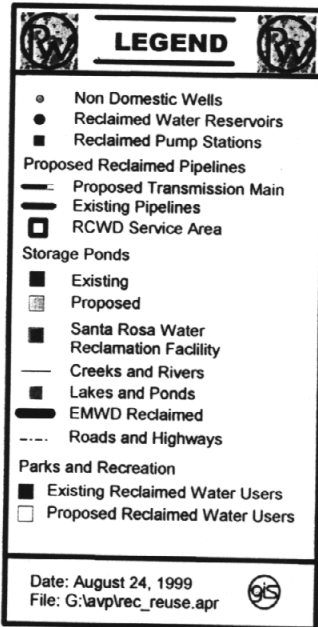 LEGEND
Non Domestic Wells
Reclaimed Water Reservoirs
Reclaimed Pump Stations
Proposed Reclaimed Pipelines
Proposed Transmission Main
Existing Pipelines
RCWD Service Area
Storage Ponds
Existing
Proposed
Santa Rosa Water
Reclamation Faclility
Creeks and Rivers
Lakes and Ponds
EMWD Reclaimed
Roads and Highways
Parks and Recreation
Existing Reclaimed Water Users
Proposed Reclaimed Water Users
Date: August 24, 1999
File: G:\avp\rec_reuse.apr
gis